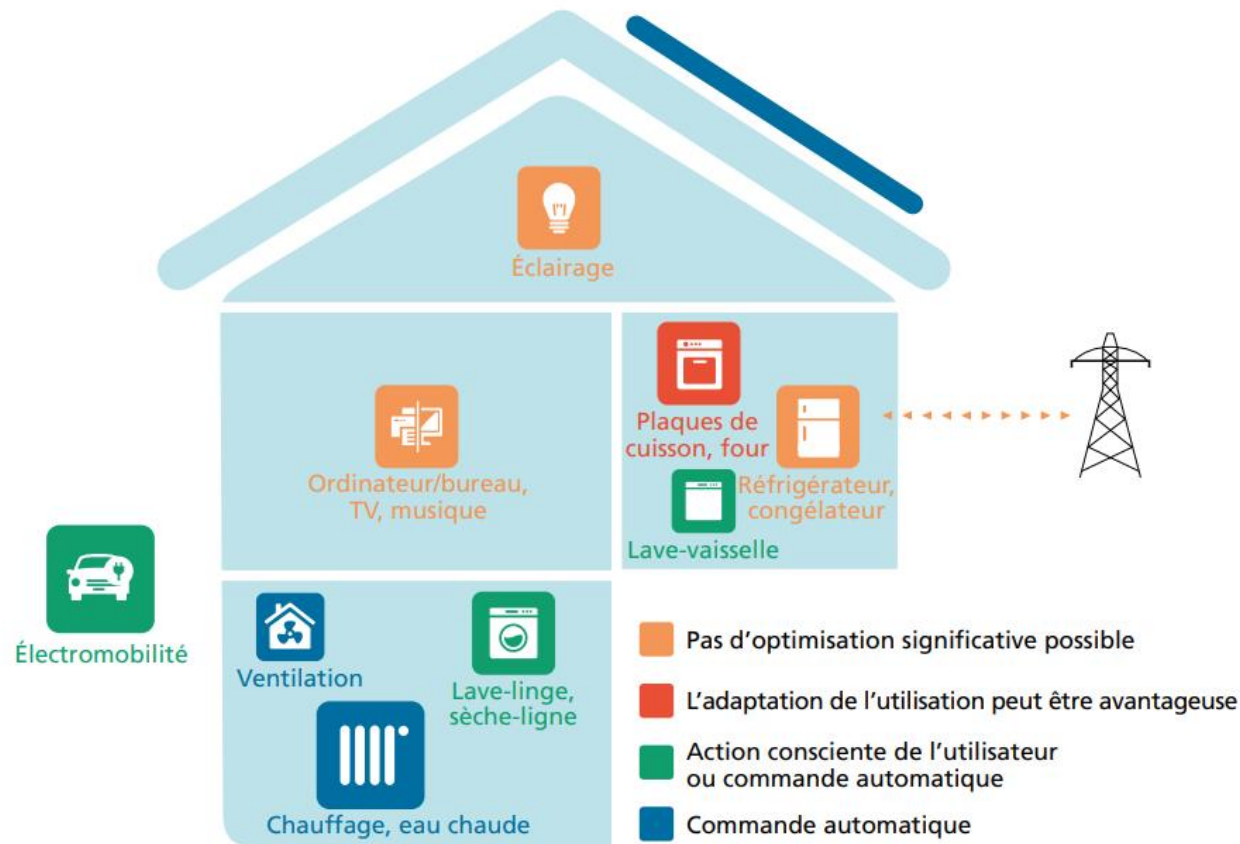 Éclairage
Ordinateur/bureau,
TV, musique
Plaques de
cuisson, four
Réfrigérateur,
congélateur
Lave-vaisselle
Électromobilité
Ventilation
Lave-linge,
sèche-ligne
Chauffage, eau chaude
Pas d’optimisation significative possible
L’adaptation de l’utilisation peut être avantageuse
Action consciente de l’utilisateur
ou commande automatique
Commande automatique